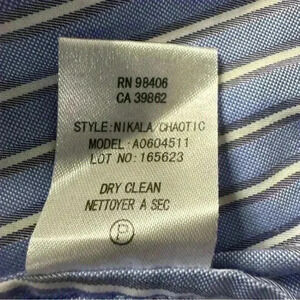 RN 98406
CA 39862
STYLE:NIKALA/CHAOTIC
MODEL: A0604511
LOT NO: 165623
DRY CLEAN
NETTOYER A SEC
P